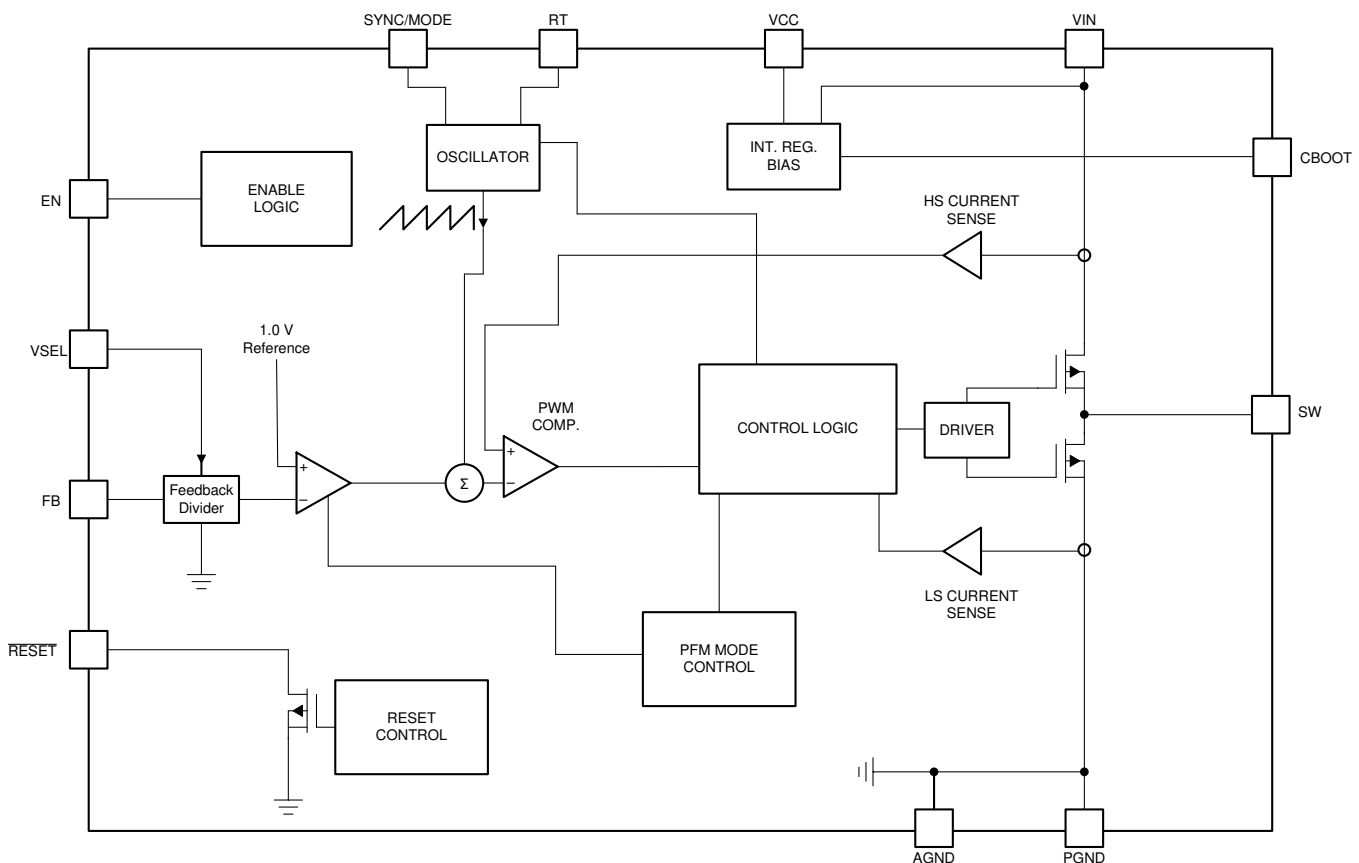 SYNC/MODE
RT
VCC
VIN
OSCILLATOR
INT. REG.
BIAS
CBOOT
EN
ENABLE
LOGIC
HS CURRENT
SENSE
VSEL
1.0 V
Reference
PWM
COMP.
CONTROL LOGIC
DRIVER
SW
+
−
Σ
+
−
FB
Feedback
Divider
LS CURRENT
SENSE
RESET
PFM MODE
CONTROL
RESET
CONTROL
AGND
PGND